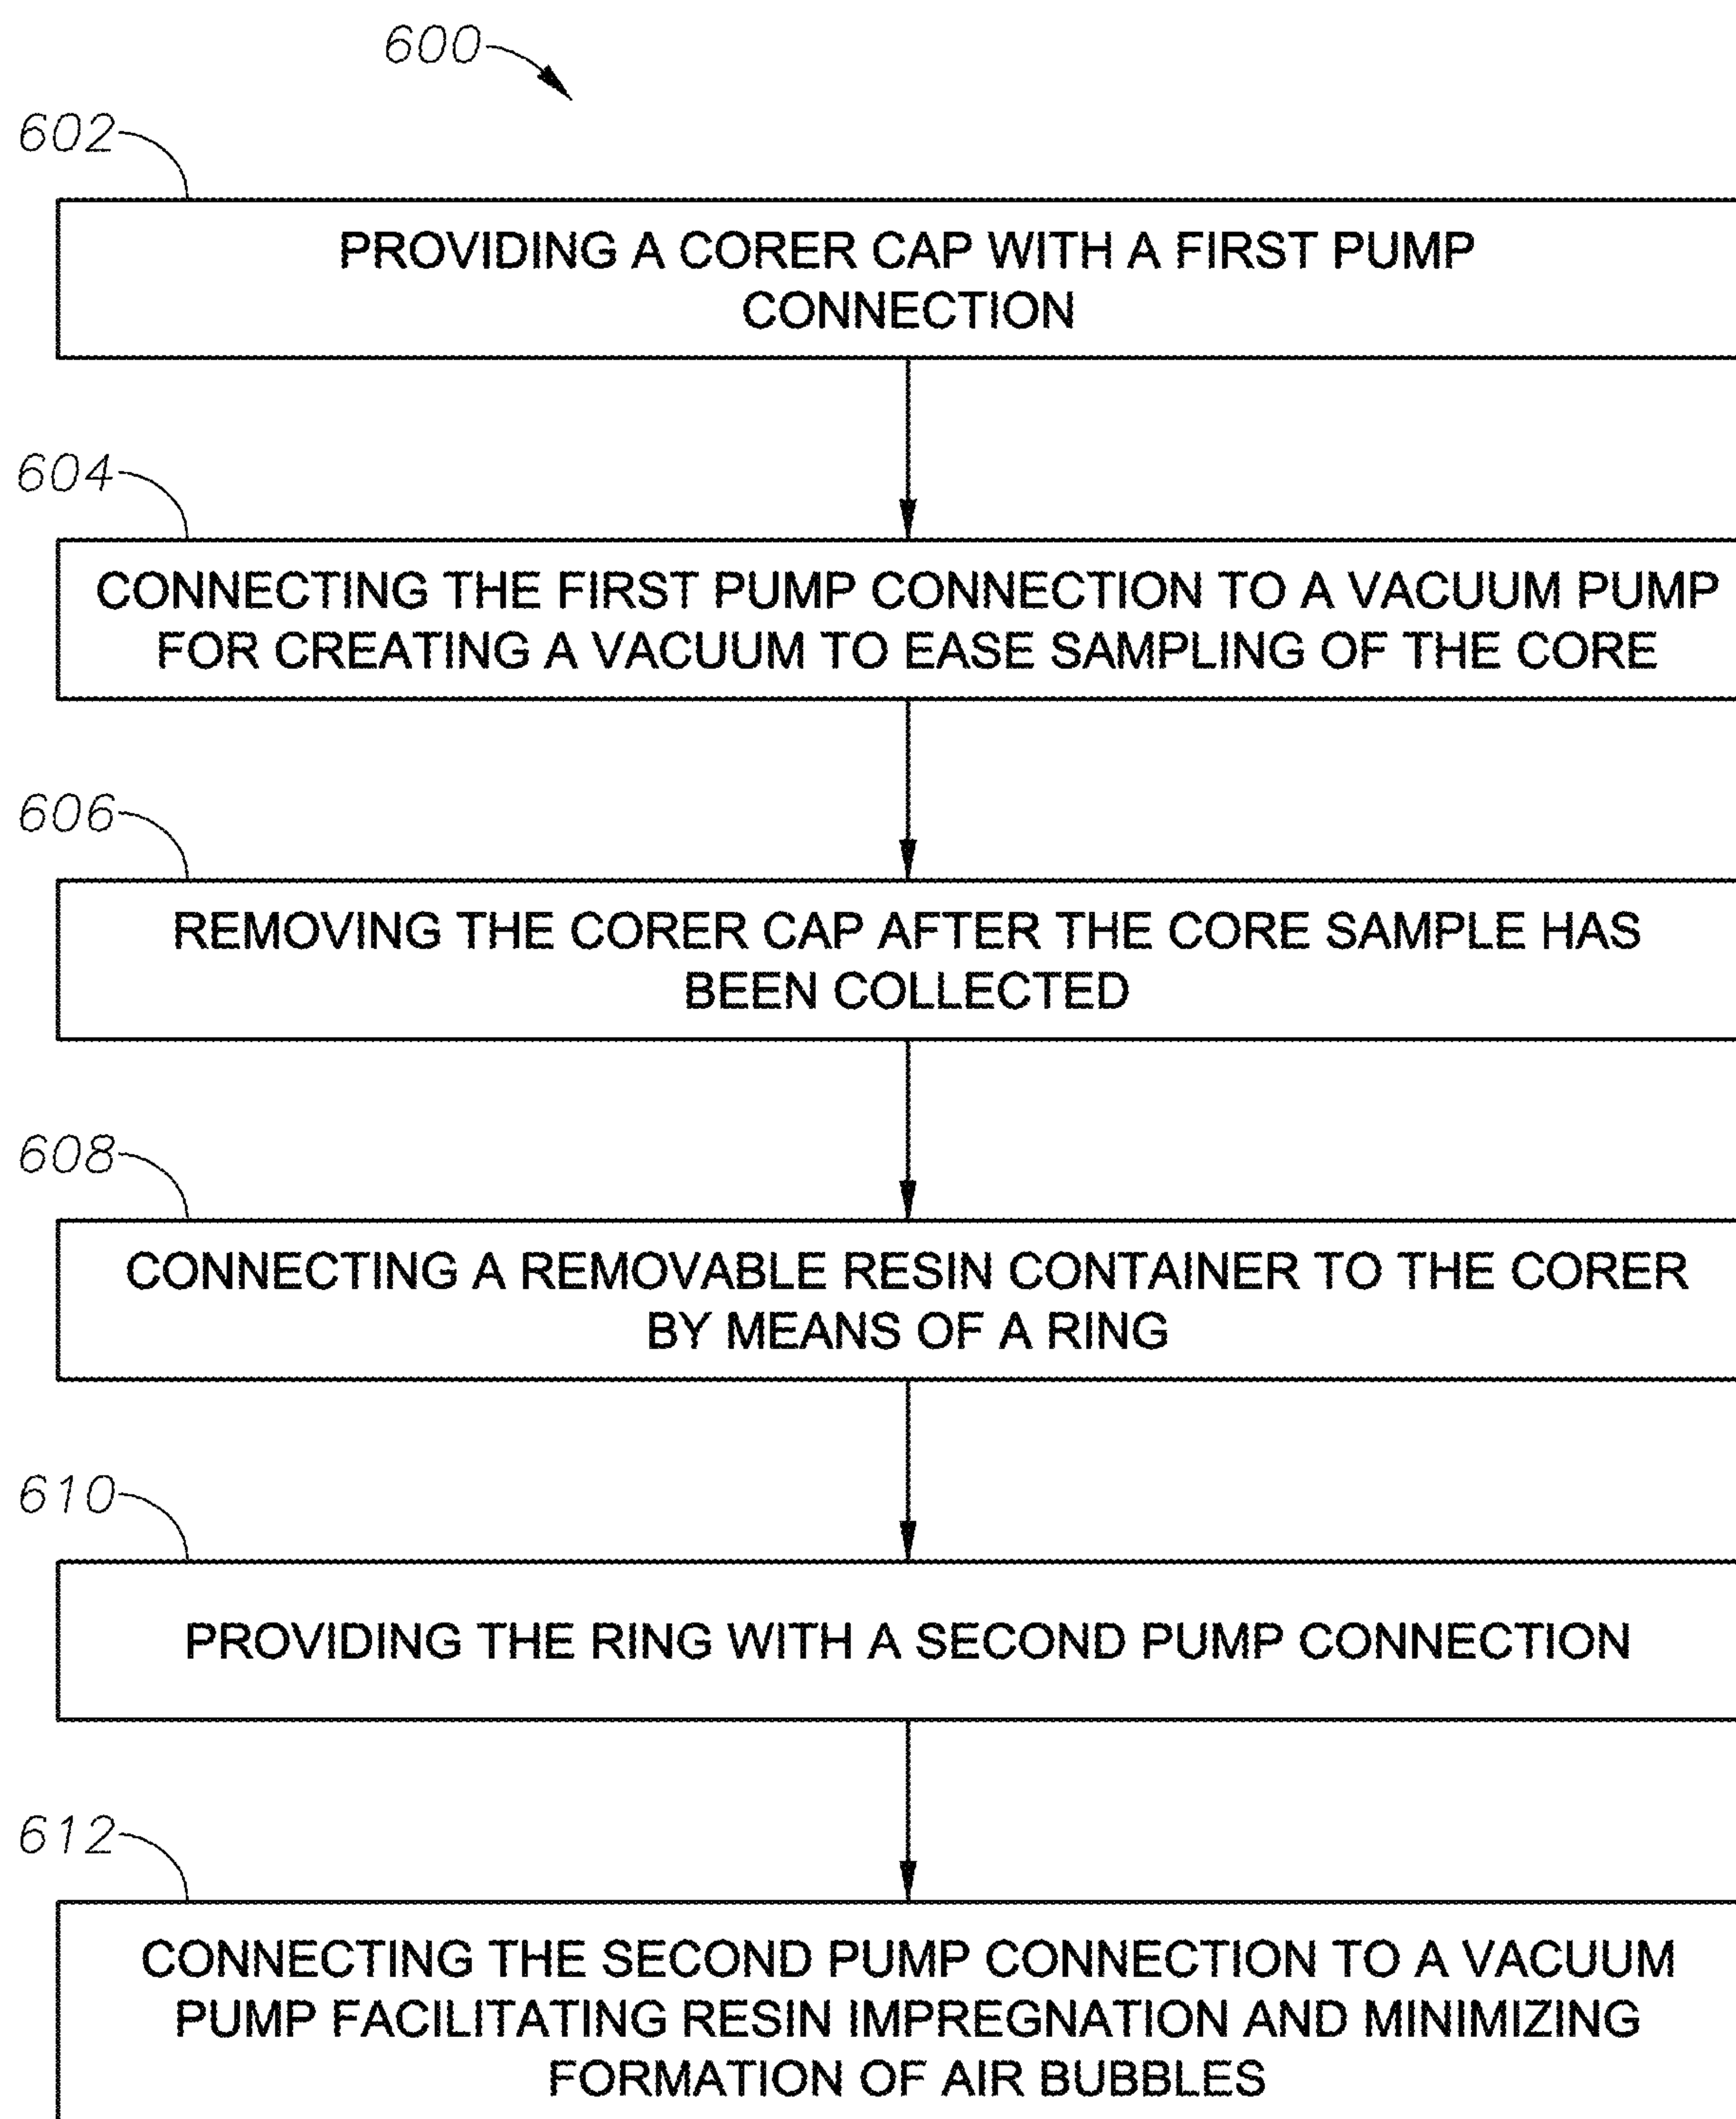 600
602
PROVIDING A CORER CAP WITH A FIRST PUMP
CONNECTION
604
CONNECTING THE FIRST PUMP CONNECTION TO A VACUUM PUMP
FOR CREATING A VACUUM TO EASE SAMPLING OF THE CORE
606
REMOVING THE CORER CAP AFTER THE CORE SAMPLE HAS
BEEN COLLECTED
608
CONNECTING A REMOVABLE RESIN CONTAINER TO THE CORER
BY MEANS OF A RING
610
PROVIDING THE RING WITH A SECOND PUMP CONNECTION
612
CONNECTING THE SECOND PUMP CONNECTION TO A VACUUM
PUMP FACILITATING RESIN IMPREGNATION AND MINIMIZING
FORMATION OF AIR BUBBLES